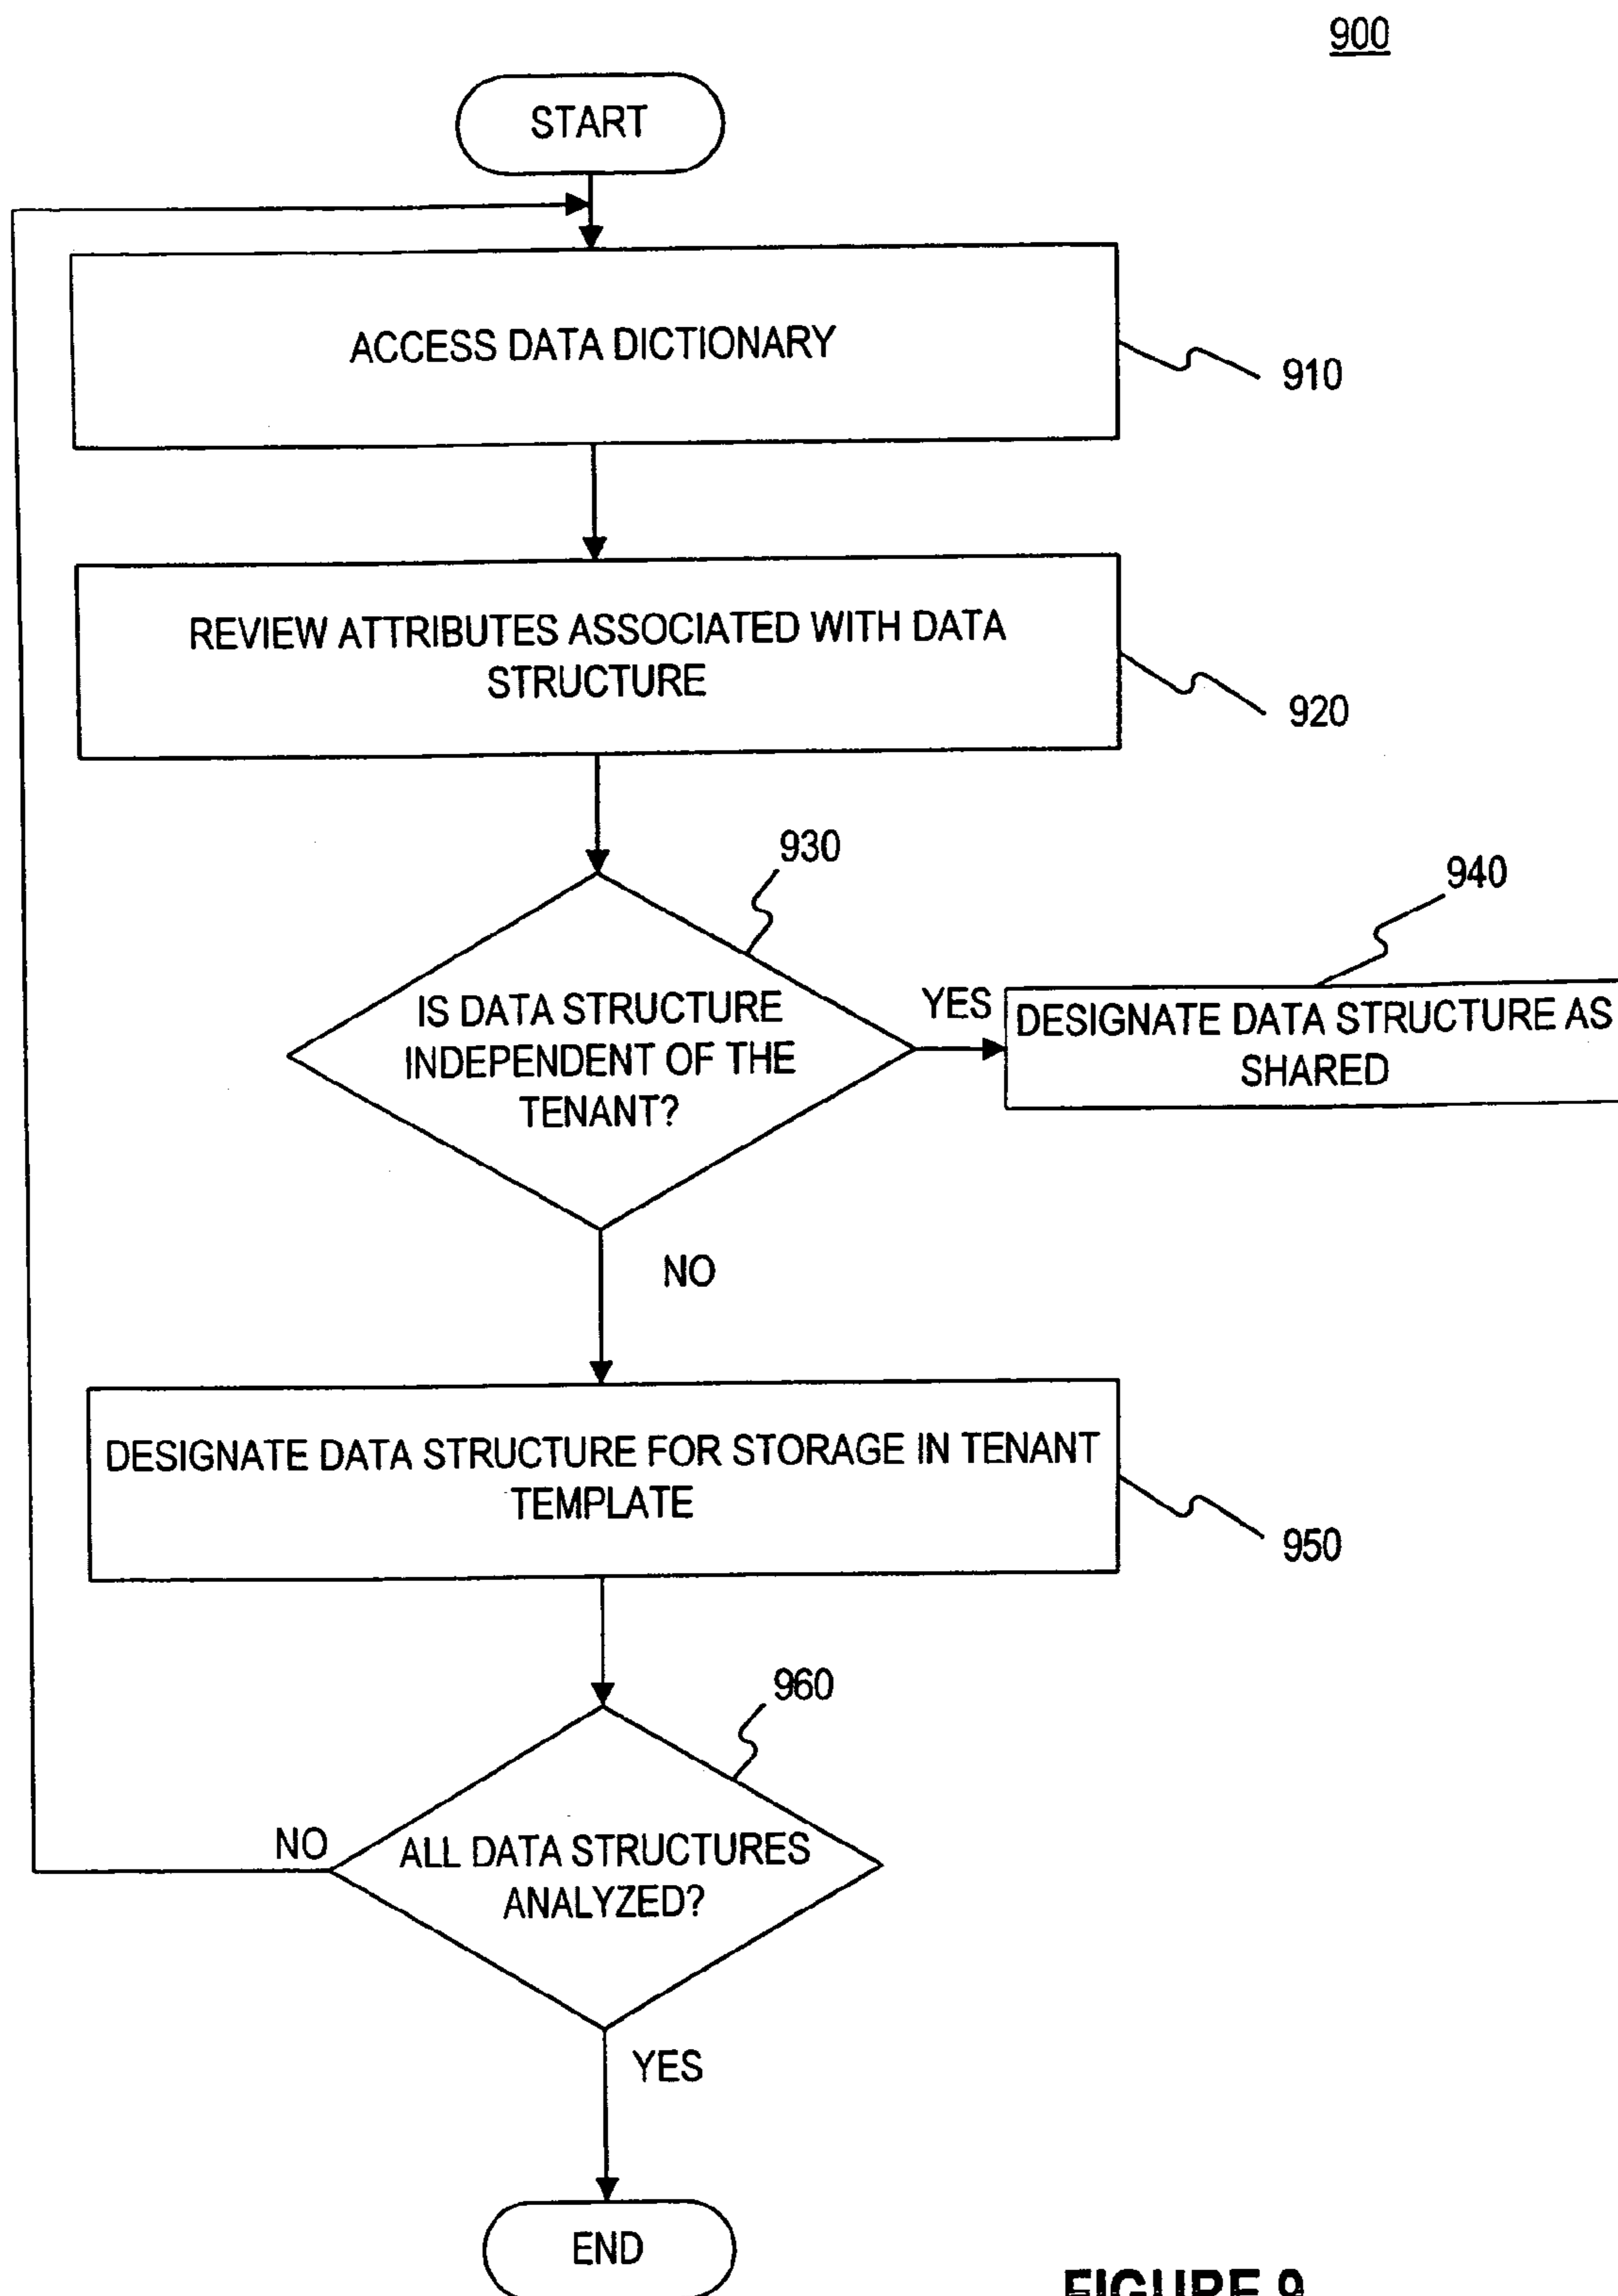 900
START
ACCESS DATA DICTIONARY
910
REVIEW ATTRIBUTES ASSOCIATED WITH DATA
STRUCTURE
920
930
940
IS DATA STRUCTURE
INDEPENDENT OF THE
TENANT?
YES
DESIGNATE DATA STRUCTURE AS
SHARED
NO
DESIGNATE DATA STRUCTURE FOR STORAGE IN TENANT
TEMPLATE
950
960
NO
ALL DATA STRUCTURES
ANALYZED?
YES
END
FIGURE 9